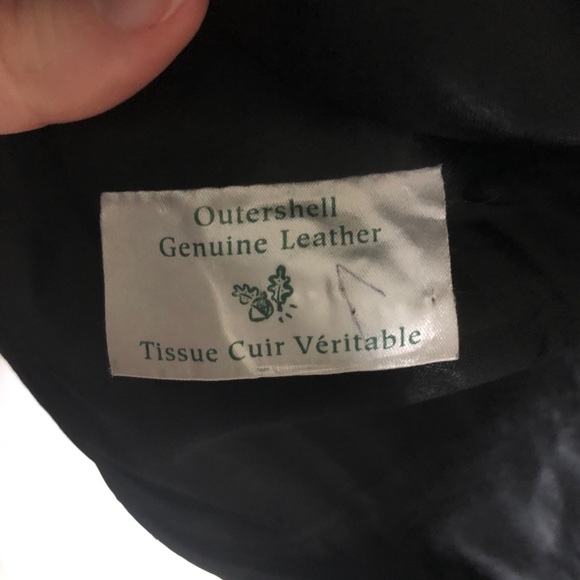 Outershell
Genuine Leather
Tissue Cuir Véritable